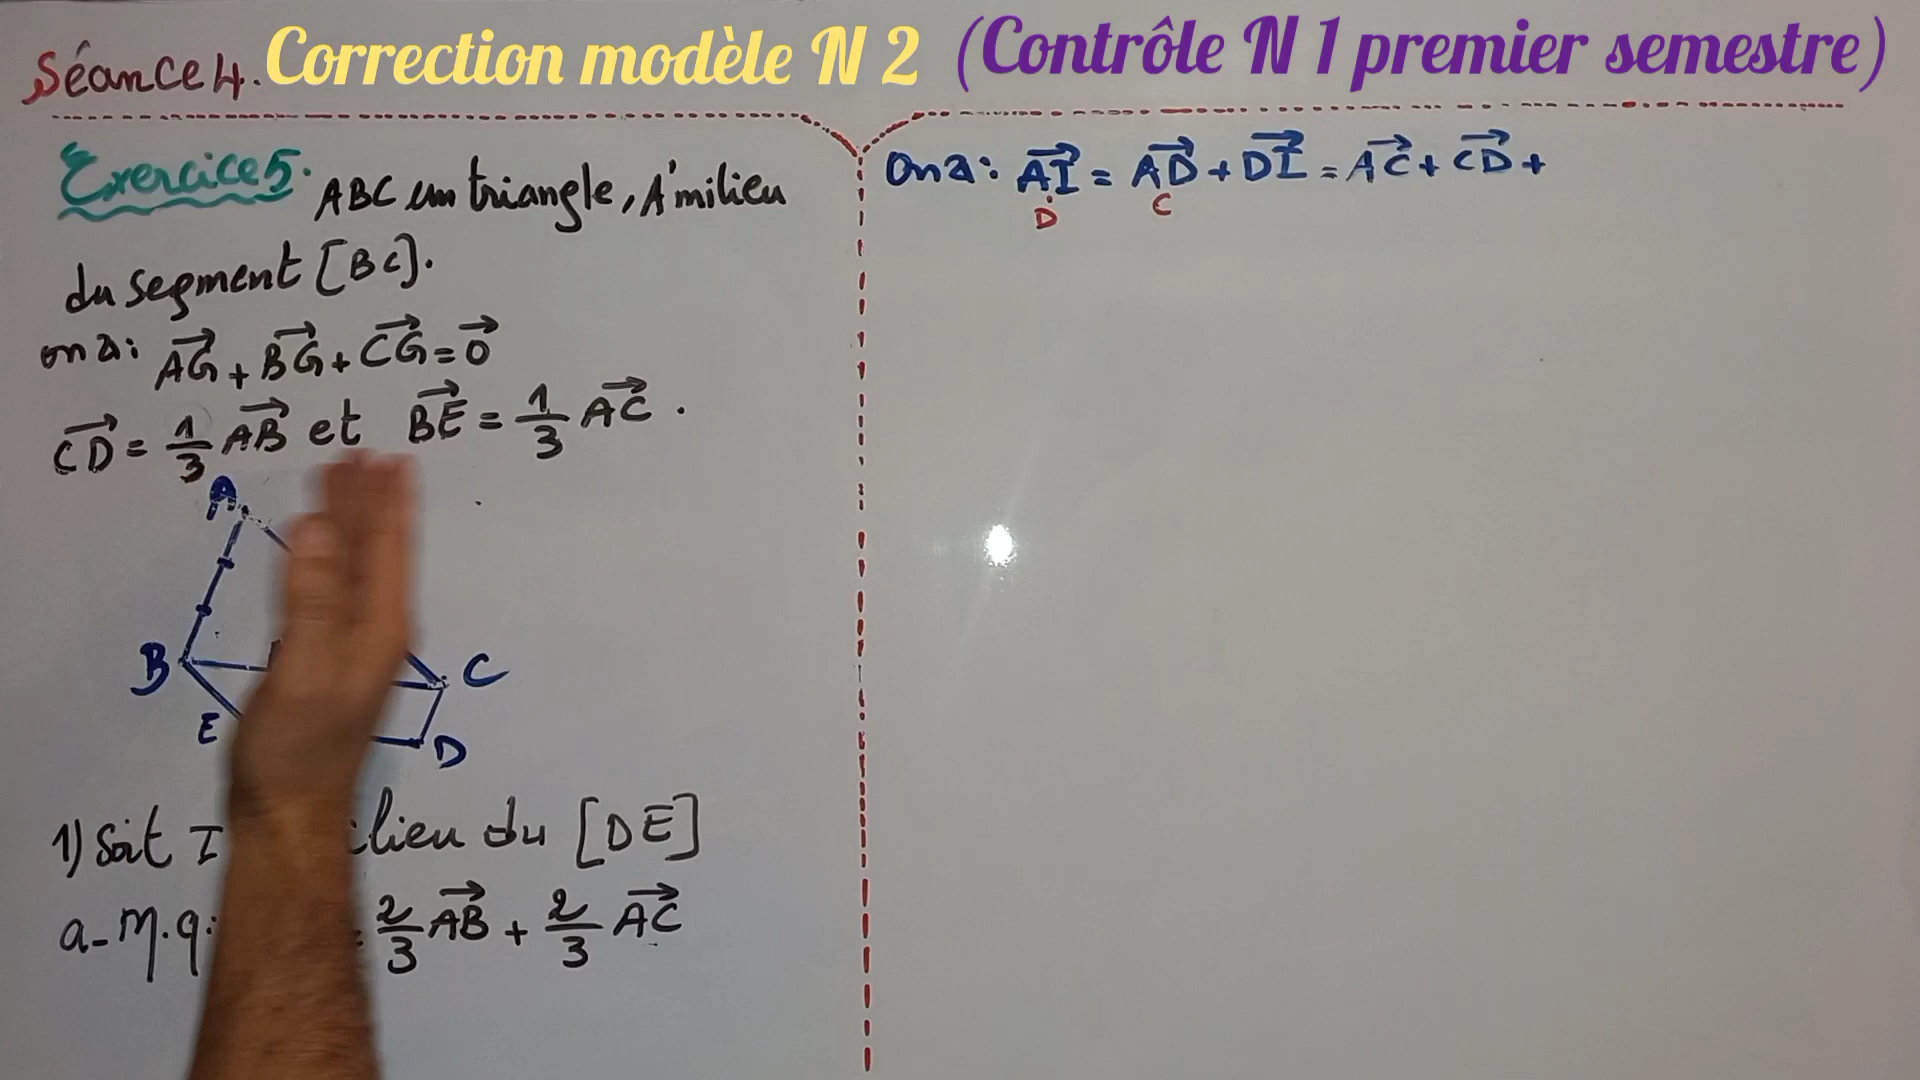 Séance 4. Correction modèle N 2 (Contrôle N 1 premier semestre)
Exercice 5. ABC un triangle, A' milieu
du segment [BC].
on a: AG + BG + CG = 0
CD = 1/3 AB et BE = 1/3 AC .
A
B
C
E
D
1) Soit I du [DE]
a- M.q: 2/3 AB + 2/3 AC
on a: AI = AD + DI = AC + CD +
D C